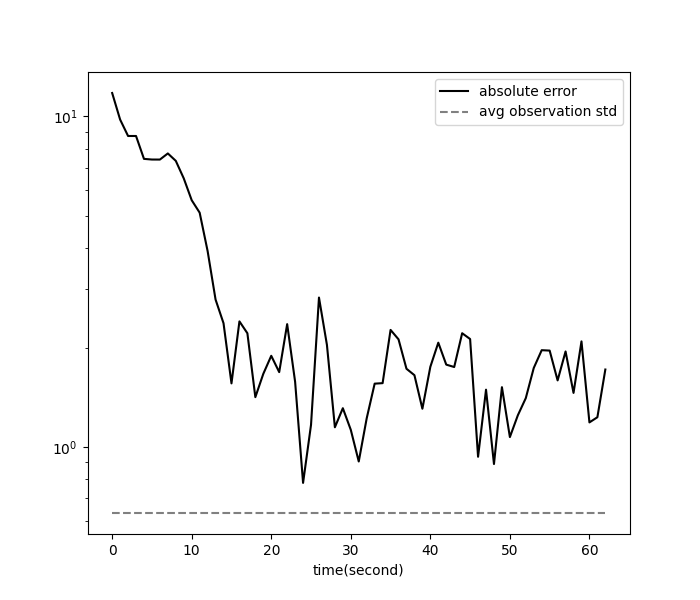 absolute error
avg observation std
10¹
10⁰
0 10 20 30 40 50 60
time(second)